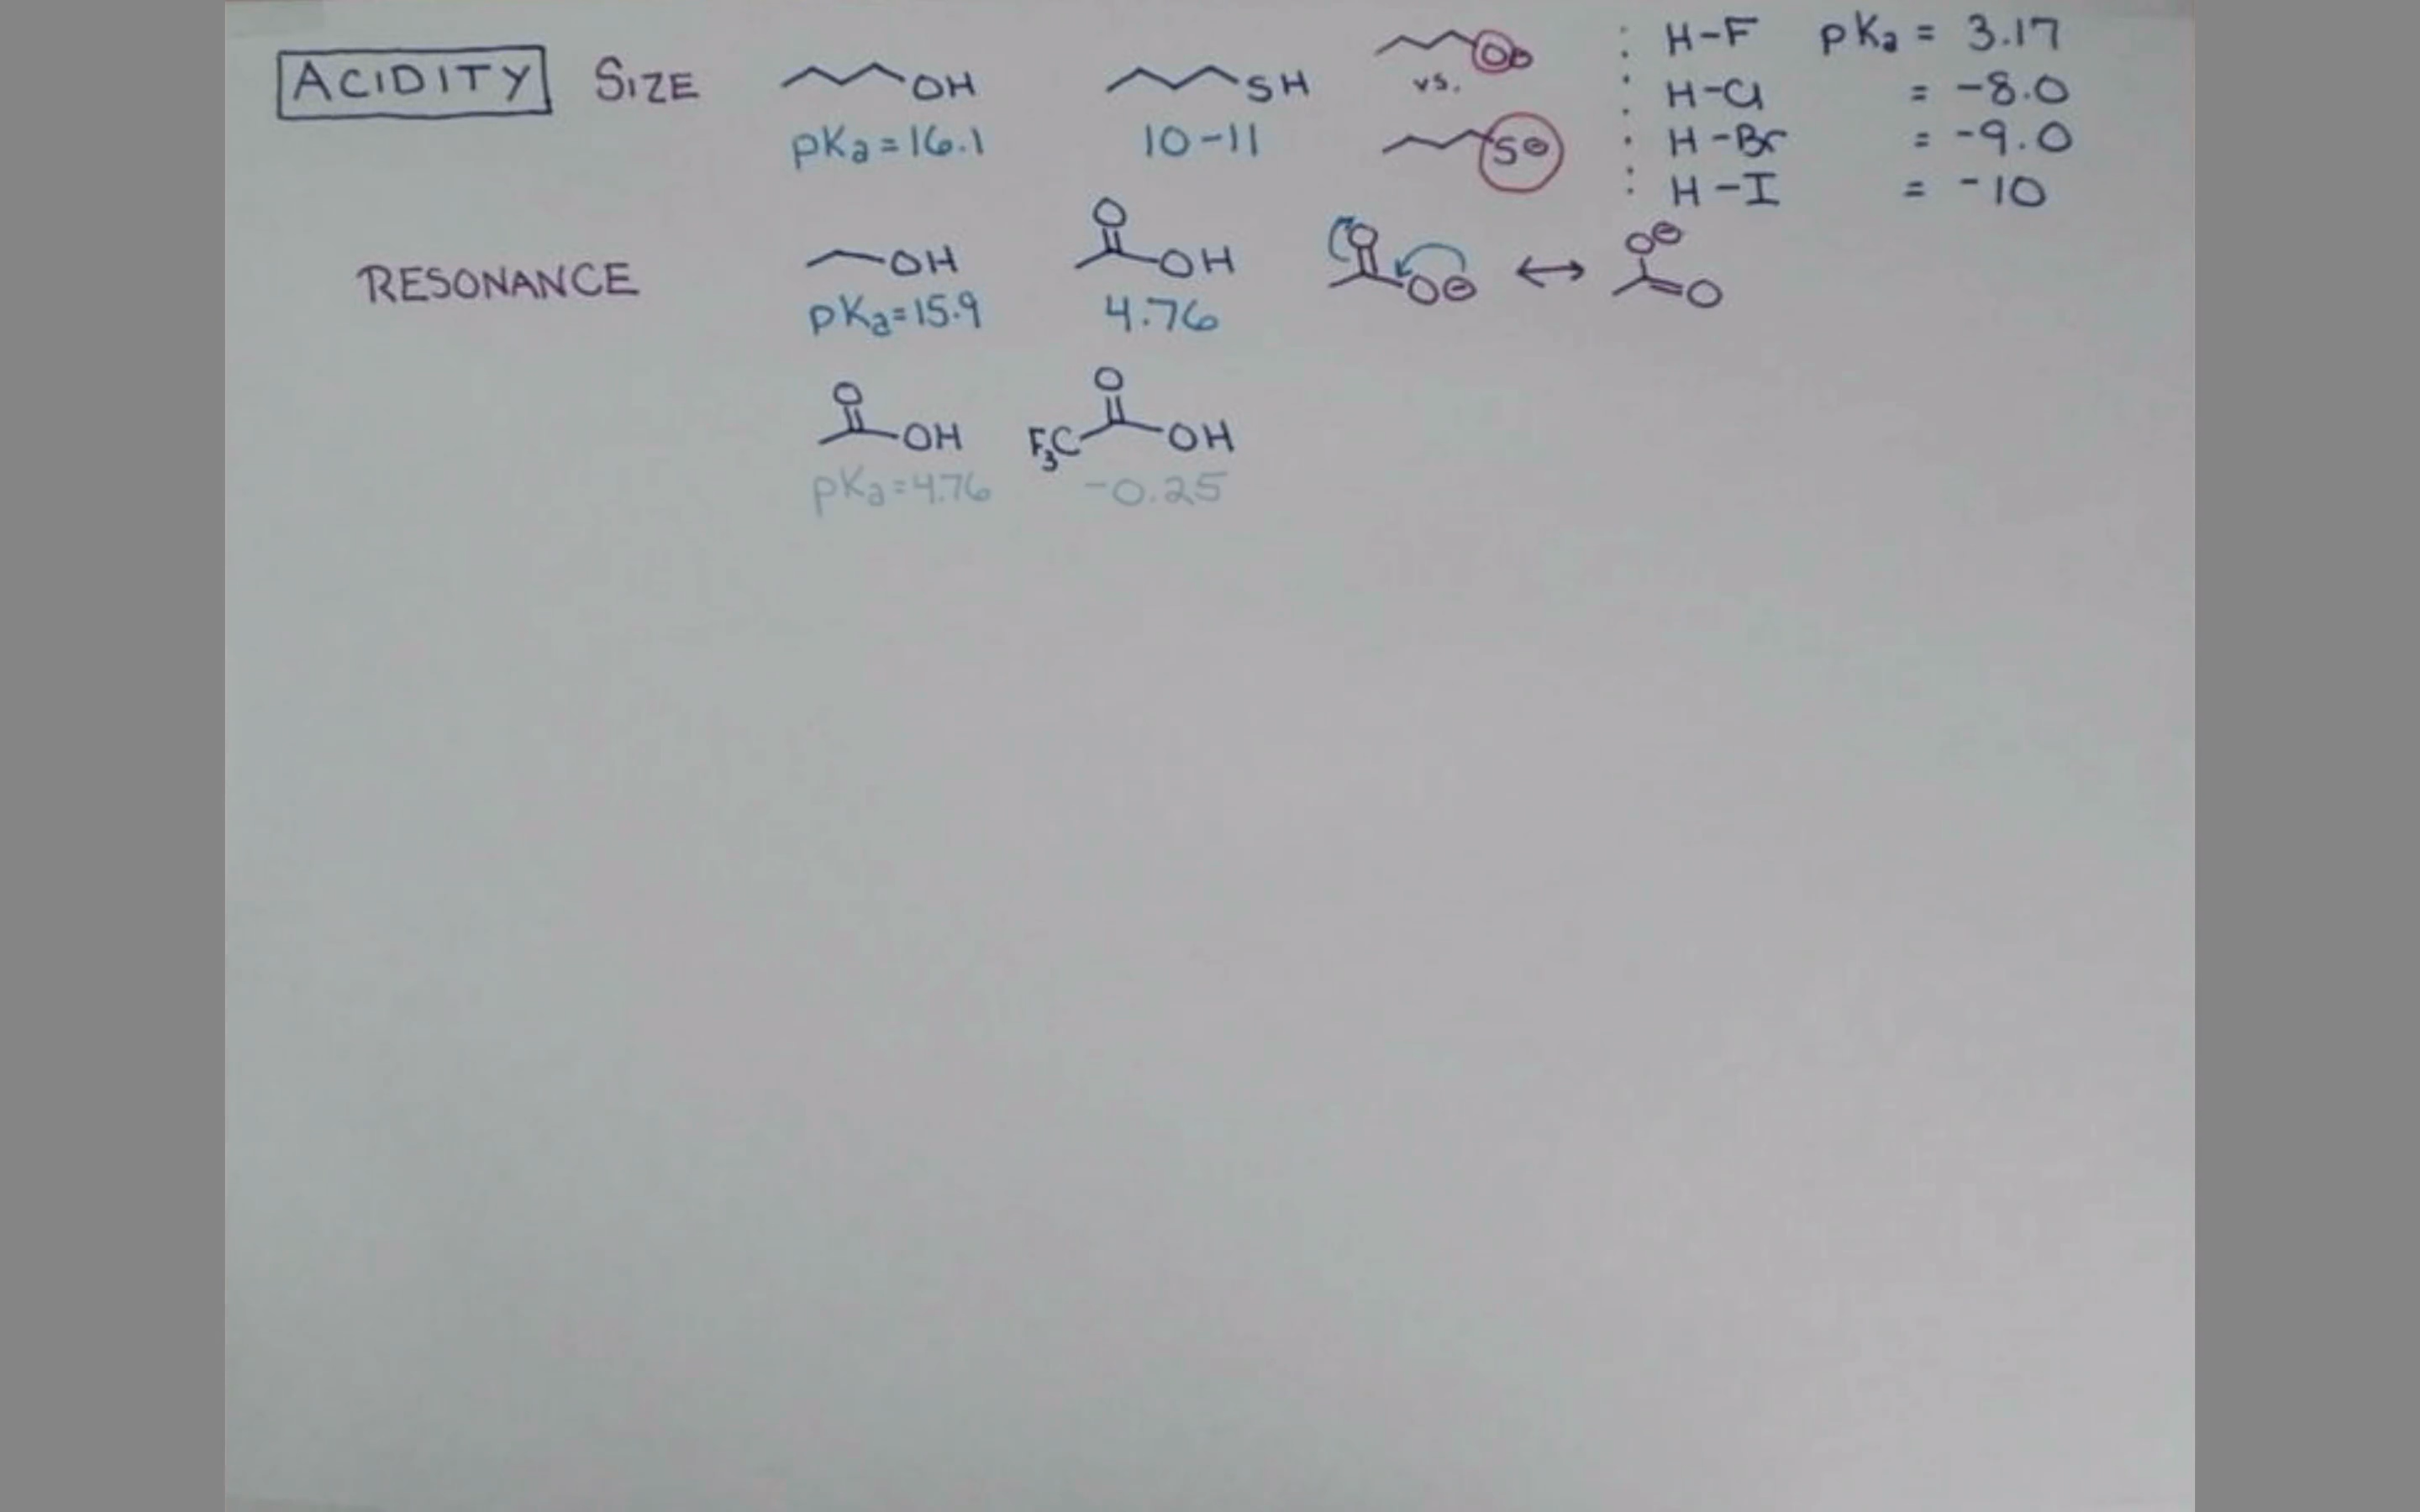 ACIDITY SIZE OH SH O⊖
vs.
pKa = 16.1 10-11 S⊖
H-F pKa = 3.17
H-Cl = -8.0
H-Br = -9.0
H-I = -10
RESONANCE OH O OH O O⊖ ↔ O⊖ O
pKa = 15.9 4.76
O OH F3C O OH
pKa = 4.76 -0.25